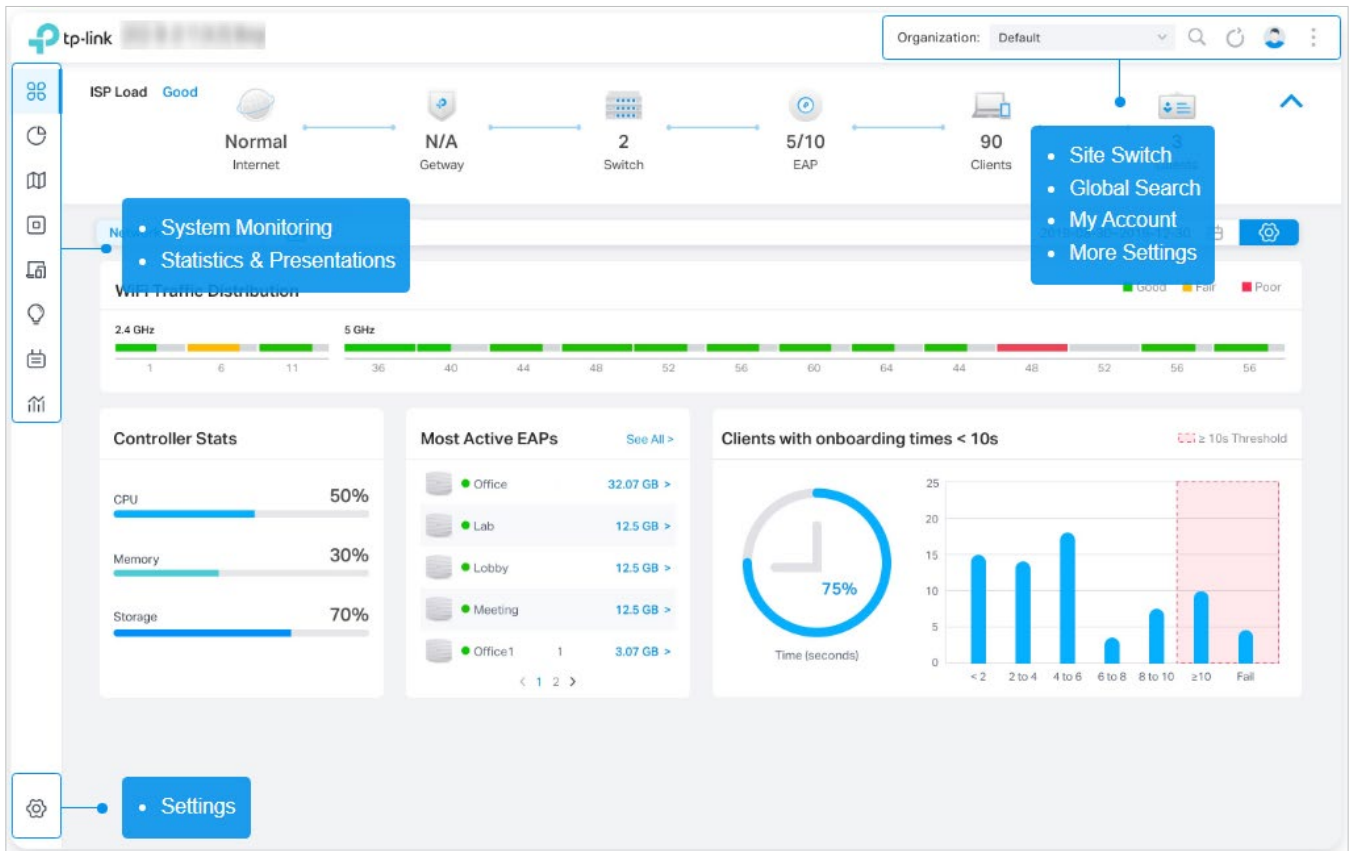 tp-link
Organization: Default
ISP Load Good
Normal
Internet
N/A
Getway
2
Switch
5/10
EAP
90
Clients
3
• Site Switch
• Global Search
• My Account
• More Settings
• System Monitoring
• Statistics & Presentations
WiFi Traffic Distribution
Good Fair Poor
2.4 GHz 5 GHz
1 6 11 36 40 44 48 52 56 60 64 44 48 52 56 56
Controller Stats
CPU 50%
Memory 30%
Storage 70%
Most Active EAPs See All >
Office 32.07 GB >
Lab 12.5 GB >
Lobby 12.5 GB >
Meeting 12.5 GB >
Office1 1 3.07 GB >
< 1 2 >
Clients with onboarding times < 10s
≥ 10s Threshold
75%
Time (seconds)
25
20
15
10
5
0
< 2 2 to 4 4 to 6 6 to 8 8 to 10 ≥10 Fail
• Settings